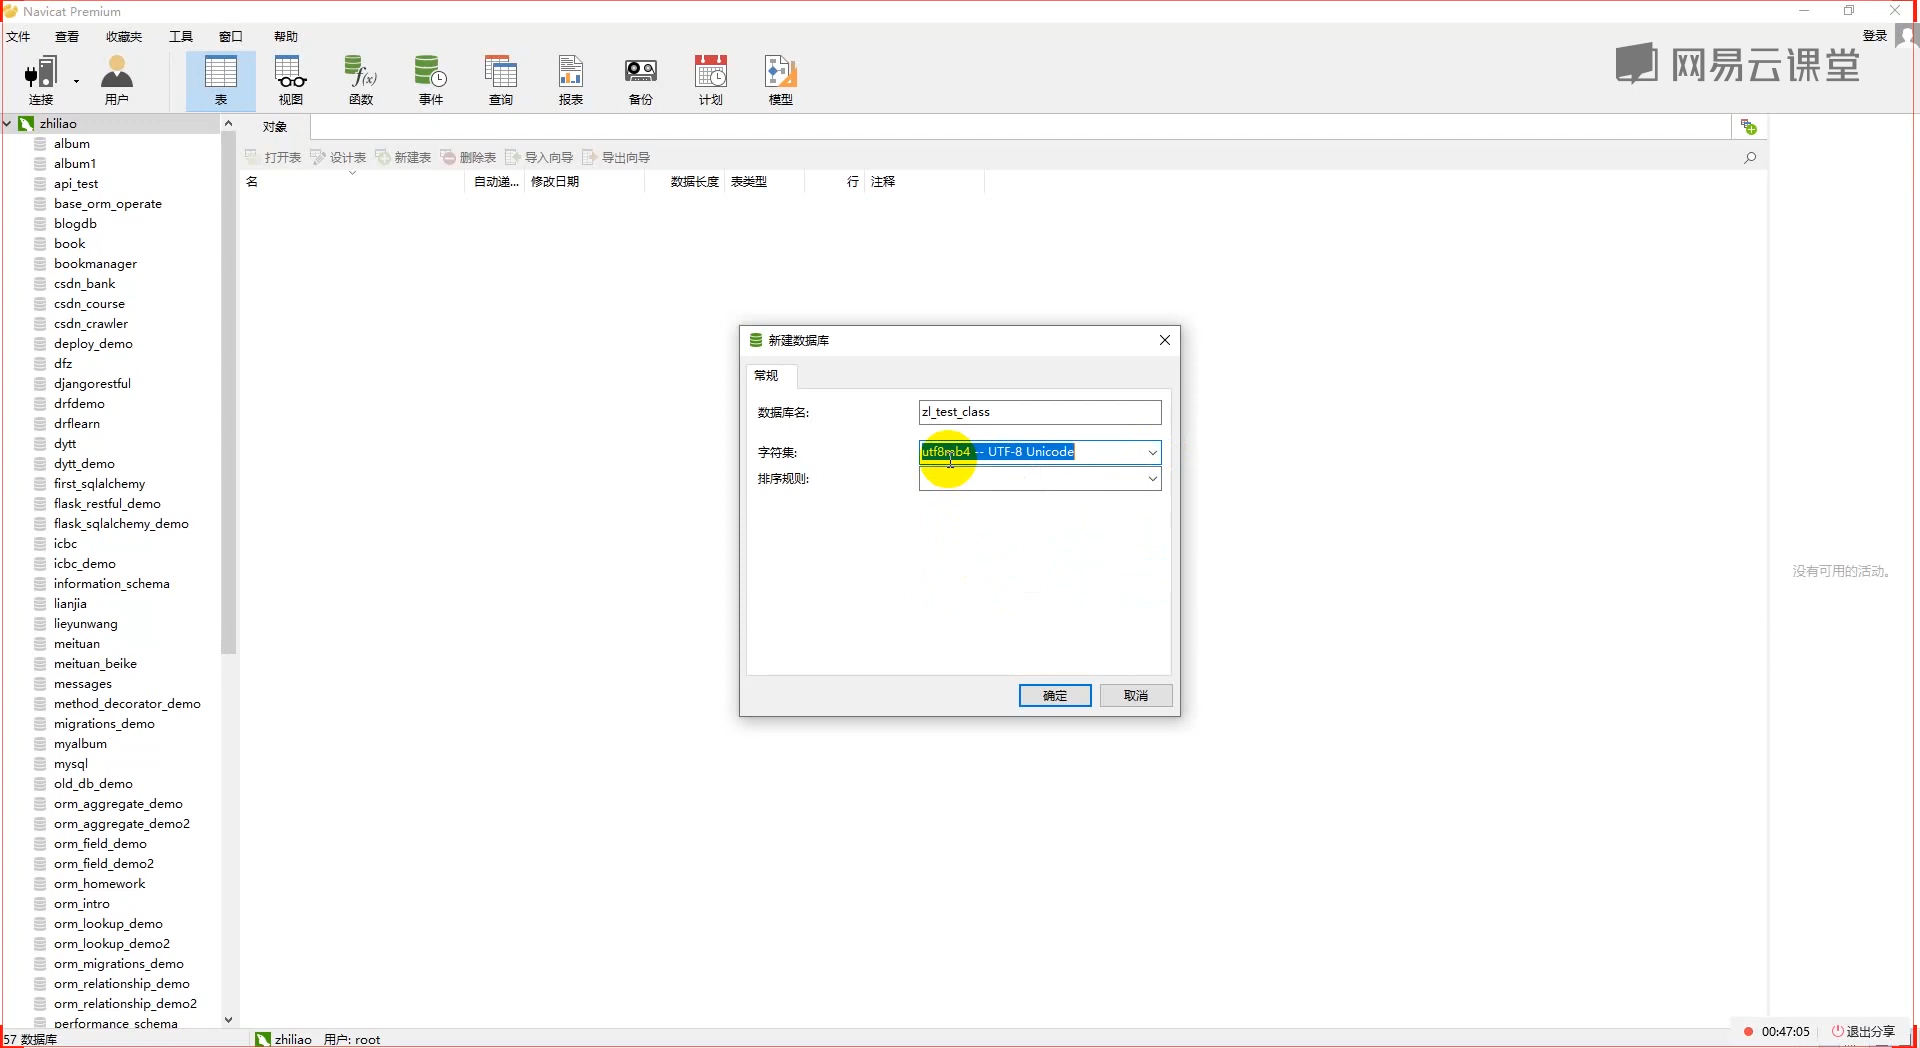 Navicat Premium
文件 查看 收藏夹 工具 窗口 帮助
登录
连接 用户 表 视图 函数 事件 查询 报表 备份 计划 模型
网易云课堂
zhiliao
对象
album
album1
api_test
base_orm_operate
blogdb
book
bookmanager
csdn_bank
csdn_course
csdn_crawler
deploy_demo
dfz
djangorestful
drfdemo
drflearn
dytt
dytt_demo
first_sqlalchemy
flask_restful_demo
flask_sqlalchemy_demo
icbc
icbc_demo
information_schema
lianjia
lieyunwang
meituan
meituan_beike
messages
method_decorator_demo
migrations_demo
myalbum
mysql
old_db_demo
orm_aggregate_demo
orm_aggregate_demo2
orm_field_demo
orm_field_demo2
orm_homework
orm_intro
orm_lookup_demo
orm_lookup_demo2
orm_migrations_demo
orm_relationship_demo
orm_relationship_demo2
performance_schema
打开表 设计表 新建表 删除表 导入向导 导出向导
名 自动递... 修改日期 数据长度 表类型 行 注释
新建数据库
常规
数据库名: zl_test_class
字符集: utf8mb4 -- UTF-8 Unicode
排序规则:
确定 取消
没有可用的活动。
57 数据库 zhiliao 用户: root
00:47:05 退出分享